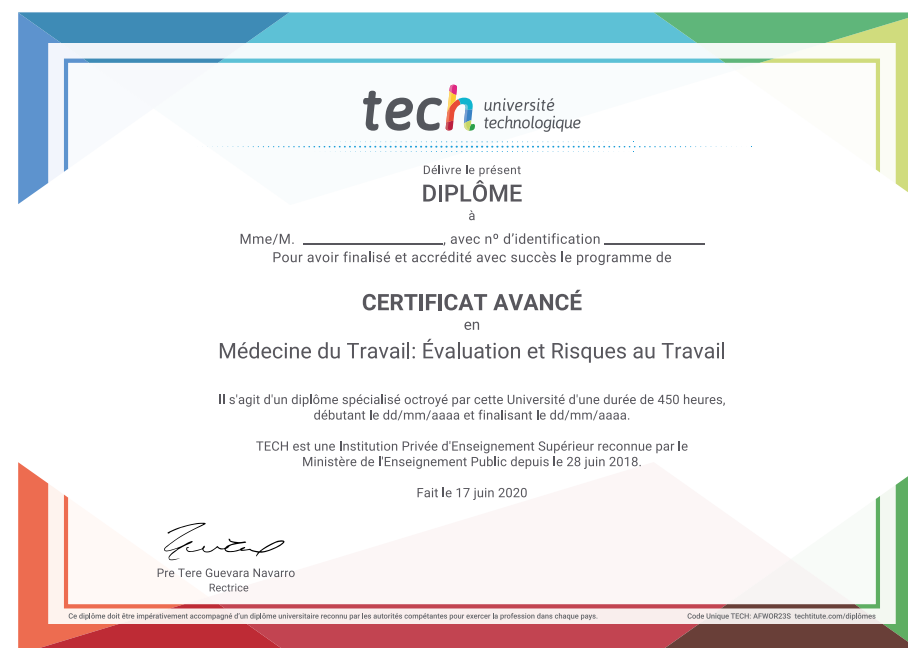 tech université
technologique
Délivre le présent
DIPLÔME
à
Mme/M. ____________________, avec nº d'identification ______________
Pour avoir finalisé et accrédité avec succès le programme de
CERTIFICAT AVANCÉ
en
Médecine du Travail: Évaluation et Risques au Travail
Il s'agit d'un diplôme spécialisé octroyé par cette Université d'une durée de 450 heures,
débutant le dd/mm/aaaa et finalisant le dd/mm/aaaa.
TECH est une Institution Privée d'Enseignement Supérieur reconnue par le
Ministère de l'Enseignement Public depuis le 28 juin 2018.
Fait le 17 juin 2020
Pre Tere Guevara Navarro
Rectrice
Ce diplôme doit être impérativement accompagné d'un diplôme universitaire reconnu par les autorités compétantes pour exercer la profession dans chaque pays. Code Unique TECH: AFWOR23S techtitute.com/diplômes